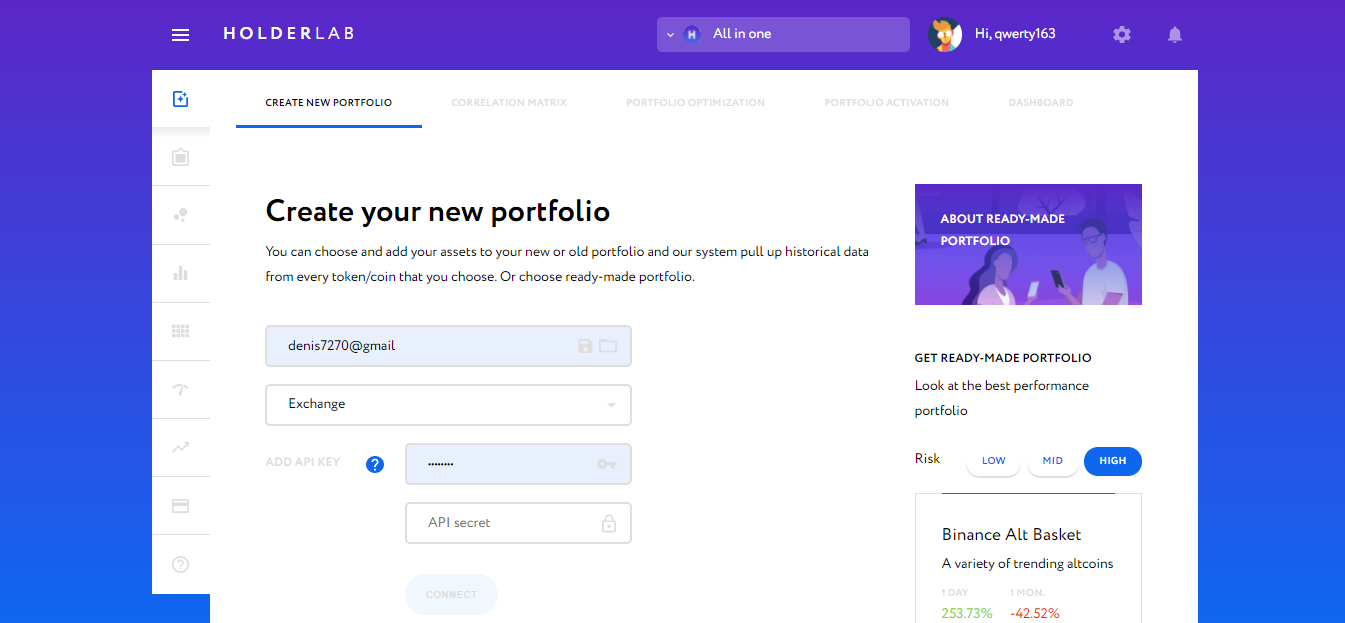 HOLDERLAB
All in one
Hi, qwerty163
CREATE NEW PORTFOLIO
CORRELATION MATRIX
PORTFOLIO OPTIMIZATION
PORTFOLIO ACTIVATION
DASHBOARD
Create your new portfolio
You can choose and add your assets to your new or old portfolio and our system pull up historical data
from every token/coin that you choose. Or choose ready-made portfolio.
denis7270@gmail
Exchange
ADD API KEY
?
••••••••
API secret
CONNECT
ABOUT READY-MADE
PORTFOLIO
GET READY-MADE PORTFOLIO
Look at the best performance
portfolio
Risk
LOW
MID
HIGH
Binance Alt Basket
A variety of trending altcoins
1 DAY
1 MON.
253.73%
-42.52%